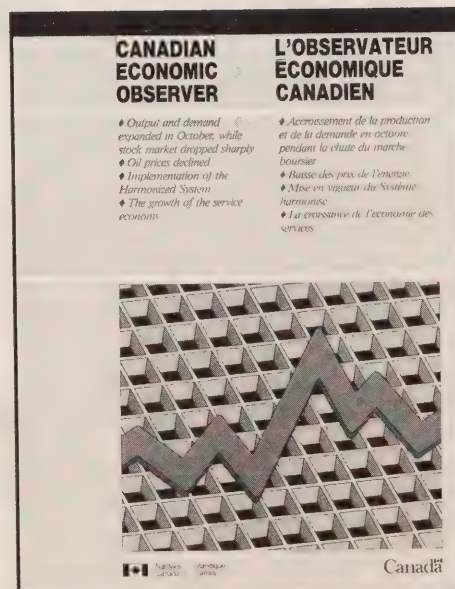 CANADIAN
ECONOMIC
OBSERVER
♦ Output and demand
expanded in October, while
stock market dropped sharply
♦ Oil prices declined
♦ Implementation of the
Harmonized System
♦ The growth of the service
economy
L'OBSERVATEUR
ÉCONOMIQUE
CANADIEN
♦ Accroissement de la production
et de la demande en octobre
pendant la chute du marché
boursier
♦ Baisse des prix de l'énergie
♦ Mise en vigueur du Système
harmonisé
♦ La croissance de l'économie des
services
Statistics
Canada
Statistique
Canada
Canada